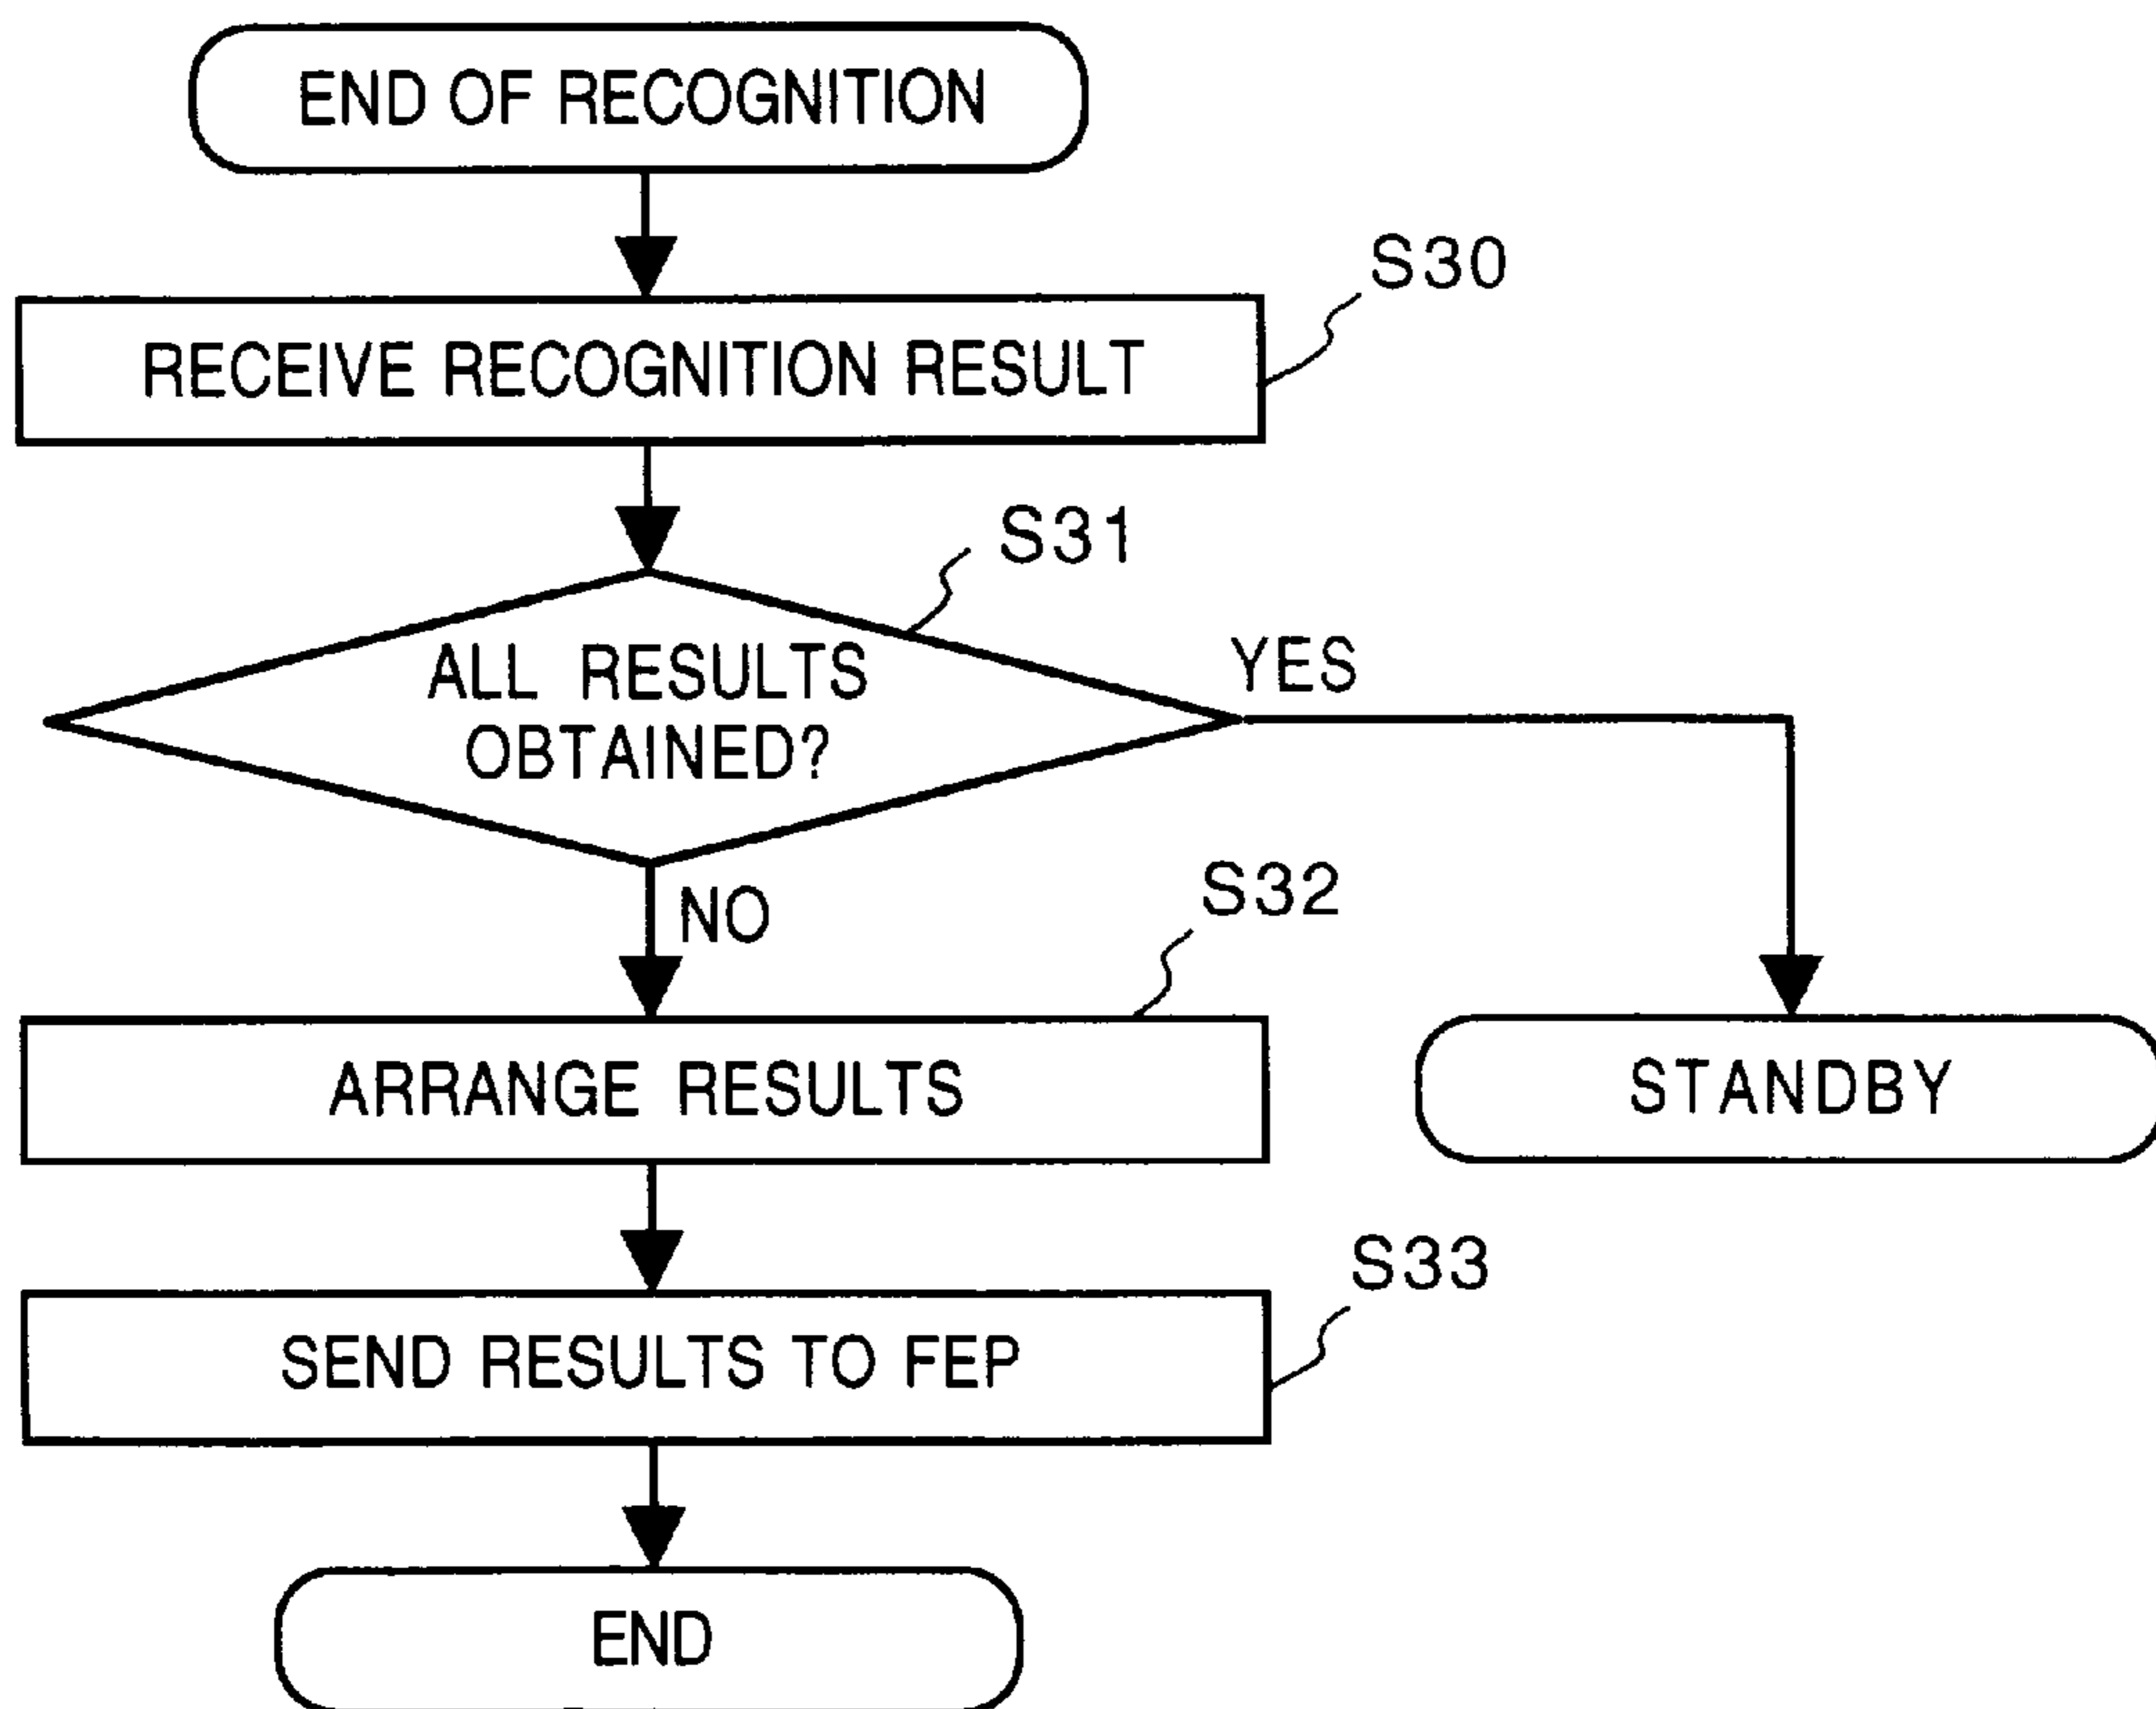 END OF RECOGNITION
S30
RECEIVE RECOGNITION RESULT
S31
ALL RESULTS
OBTAINED?
YES
NO
S32
ARRANGE RESULTS
STANDBY
S33
SEND RESULTS TO FEP
END